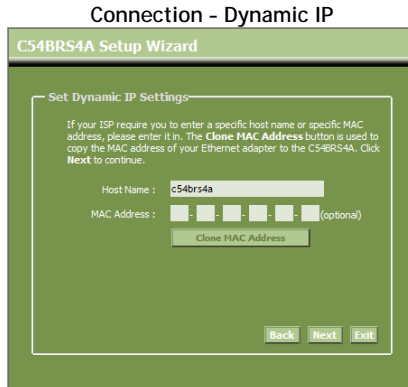 Connection - Dynamic IP
C54BRS4A Setup Wizard
Set Dynamic IP Settings
If your ISP require you to enter a specific host name or specific MAC
address, please enter it in. The Clone MAC Address button is used to
copy the MAC address of your Ethernet adapter to the C54BRS4A. Click
Next to continue.
Host Name : c54brs4a
MAC Address : - - - - - (optional)
Clone MAC Address
Back Next Exit